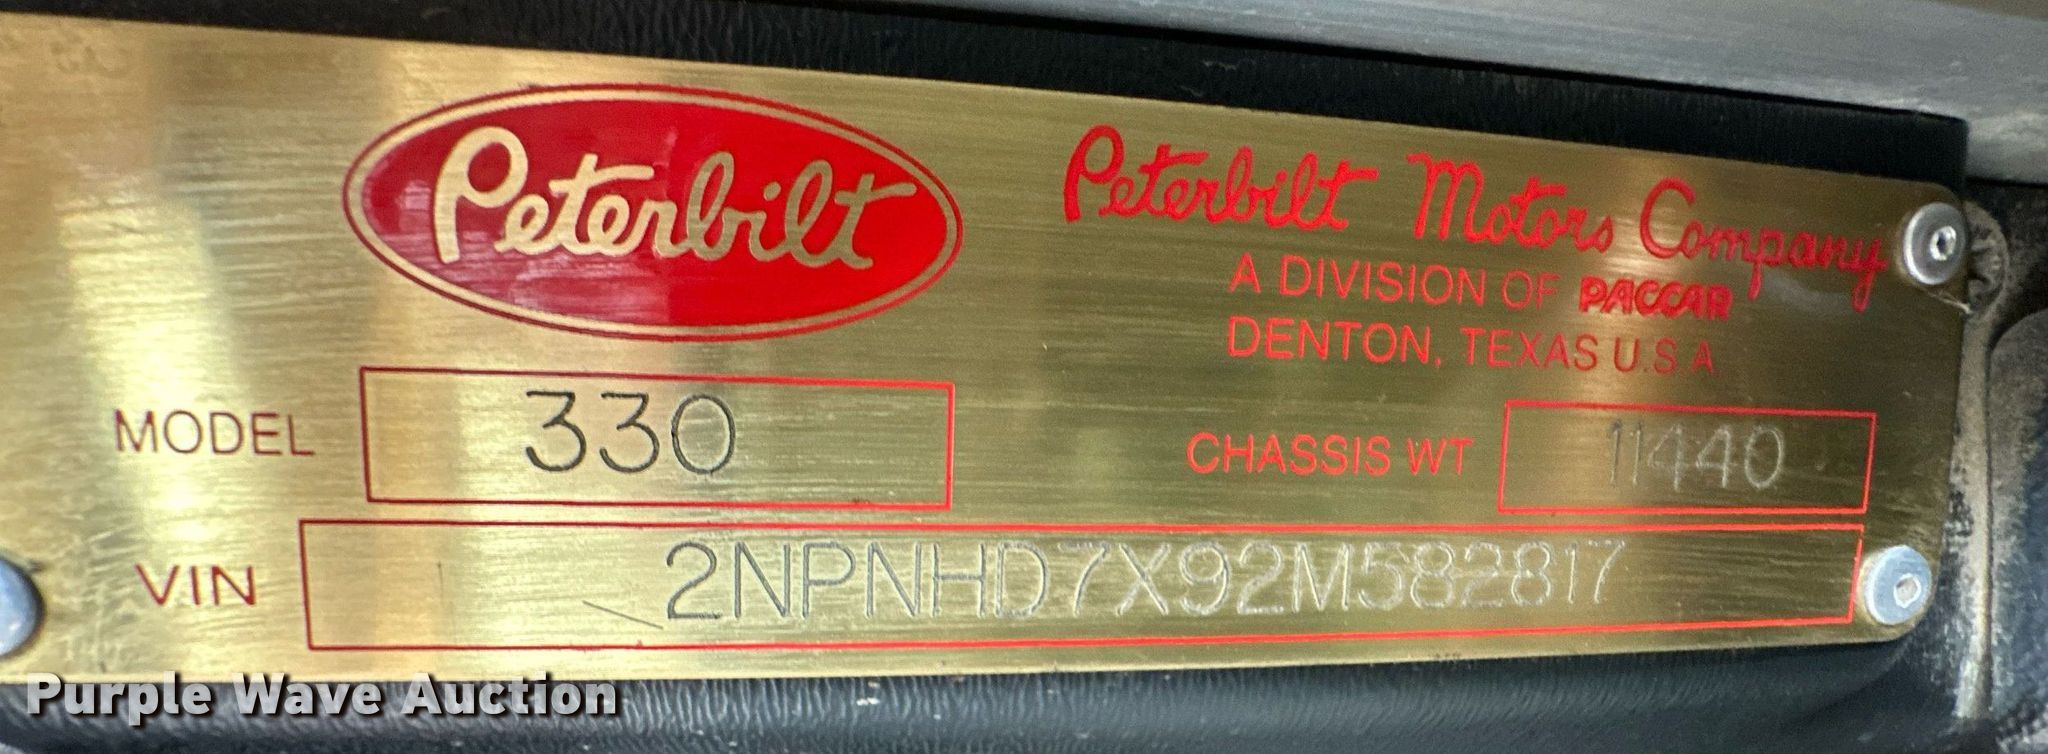 Peterbilt
Peterbilt Motors Company
A DIVISION OF PACCAR
DENTON, TEXAS U.S.A
MODEL 330
CHASSIS WT 11440
VIN 2NPNHD7X92M582817
Purple Wave Auction